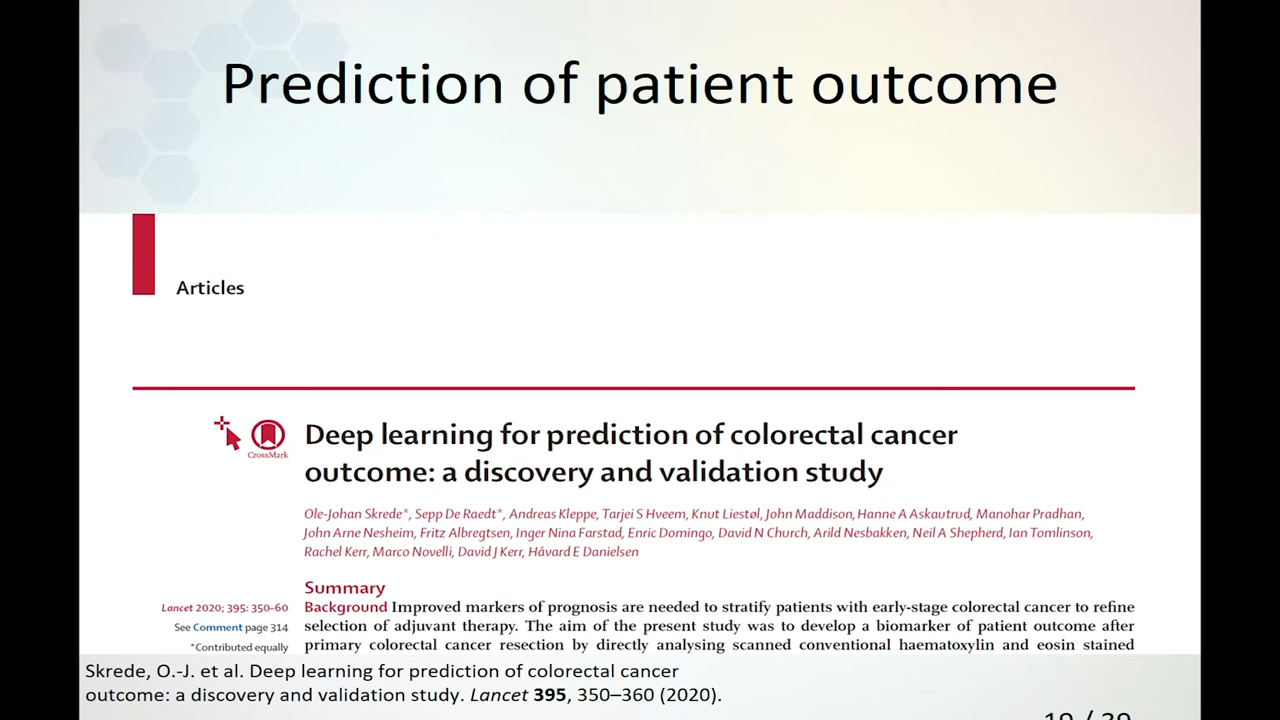 Prediction of patient outcome
Articles
CrossMark
Deep learning for prediction of colorectal cancer
outcome: a discovery and validation study
Ole-Johan Skrede*, Sepp De Raedt*, Andreas Kleppe, Tarjei S Hveem, Knut Liestøl, John Maddison, Hanne A Askautrud, Manohar Pradhan,
John Arne Nesheim, Fritz Albregtsen, Inger Nina Farstad, Enric Domingo, David N Church, Arild Nesbakken, Neil A Shepherd, Ian Tomlinson,
Rachel Kerr, Marco Novelli, David J Kerr, Håvard E Danielsen
Summary
Lancet 2020; 395: 350–60
See Comment page 314
*Contributed equally
Background Improved markers of prognosis are needed to stratify patients with early-stage colorectal cancer to refine
selection of adjuvant therapy. The aim of the present study was to develop a biomarker of patient outcome after
primary colorectal cancer resection by directly analysing scanned conventional haematoxylin and eosin stained
Skrede, O.-J. et al. Deep learning for prediction of colorectal cancer
outcome: a discovery and validation study. Lancet 395, 350–360 (2020).